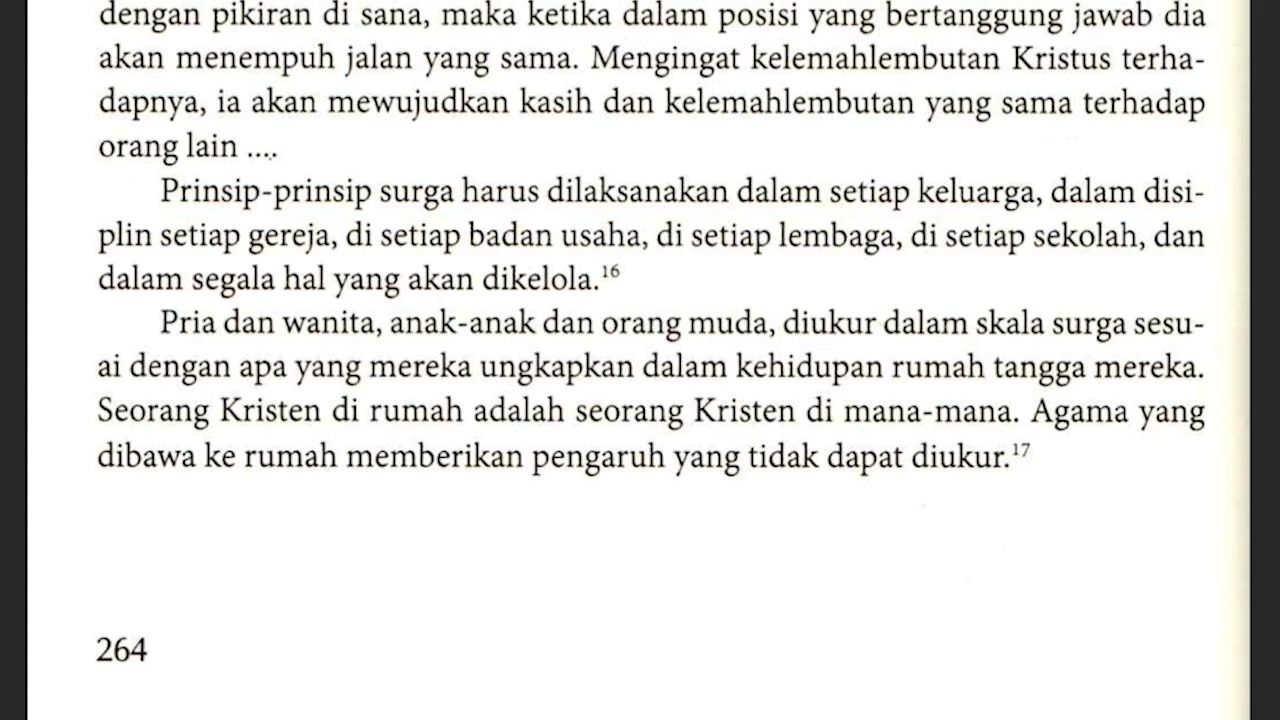 dengan pikiran di sana, maka ketika dalam posisi yang bertanggung jawab dia
akan menempuh jalan yang sama. Mengingat kelemahlembutan Kristus terha-
dapnya, ia akan mewujudkan kasih dan kelemahlembutan yang sama terhadap
orang lain ....
Prinsip-prinsip surga harus dilaksanakan dalam setiap keluarga, dalam disi-
plin setiap gereja, di setiap badan usaha, di setiap lembaga, di setiap sekolah, dan
dalam segala hal yang akan dikelola.¹⁶
Pria dan wanita, anak-anak dan orang muda, diukur dalam skala surga sesu-
ai dengan apa yang mereka ungkapkan dalam kehidupan rumah tangga mereka.
Seorang Kristen di rumah adalah seorang Kristen di mana-mana. Agama yang
dibawa ke rumah memberikan pengaruh yang tidak dapat diukur.¹⁷
264